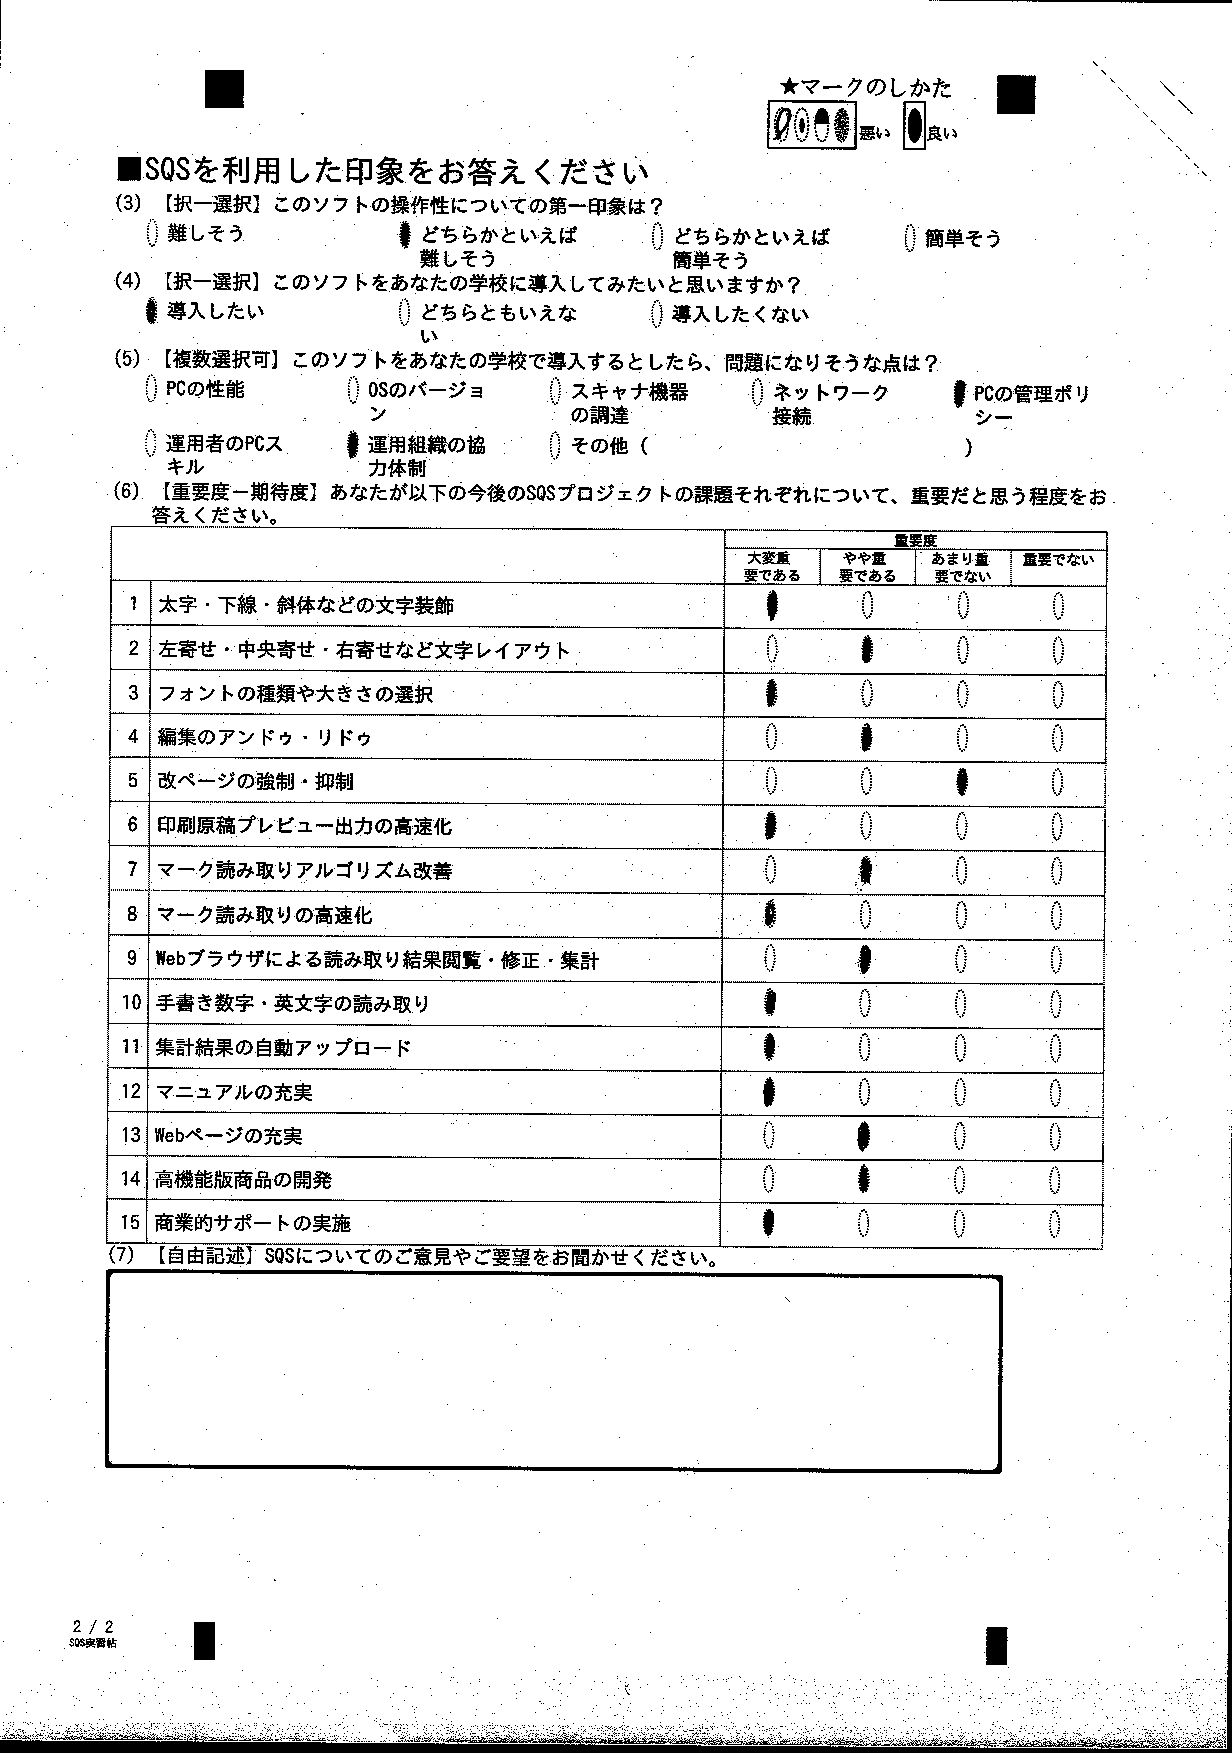 ★マークのしかた
悪い 良い
■SQSを利用した印象をお答えください
(3) 【択一選択】このソフトの操作性についての第一印象は？
難しそう どちらかといえば難しそう どちらかといえば簡単そう 簡単そう
(4) 【択一選択】このソフトをあなたの学校に導入してみたいと思いますか？
導入したい どちらともいえない 導入したくない
(5) 【複数選択可】このソフトをあなたの学校で導入するとしたら、問題になりそうな点は？
PCの性能 OSのバージョン スキャナ機器の調達 ネットワーク接続 PCの管理ポリシー
運用者のPCスキル 運用組織の協力体制 その他（ ）
(6) 【重要度－期待度】あなたが以下の今後のSQSプロジェクトの課題それぞれについて、重要だと思う程度をお
答えください。
重要度
大変重要である やや重要である あまり重要でない 重要でない
1 太字・下線・斜体などの文字装飾
2 左寄せ・中央寄せ・右寄せなど文字レイアウト
3 フォントの種類や大きさの選択
4 編集のアンドゥ・リドゥ
5 改ページの強制・抑制
6 印刷原稿プレビュー出力の高速化
7 マーク読み取りアルゴリズム改善
8 マーク読み取りの高速化
9 Webブラウザによる読み取り結果閲覧・修正・集計
10 手書き数字・英文字の読み取り
11 集計結果の自動アップロード
12 マニュアルの充実
13 Webページの充実
14 高機能版商品の開発
15 商業的サポートの実施
(7) 【自由記述】SQSについてのご意見やご要望をお聞かせください。
2 / 2
SQS実習帖